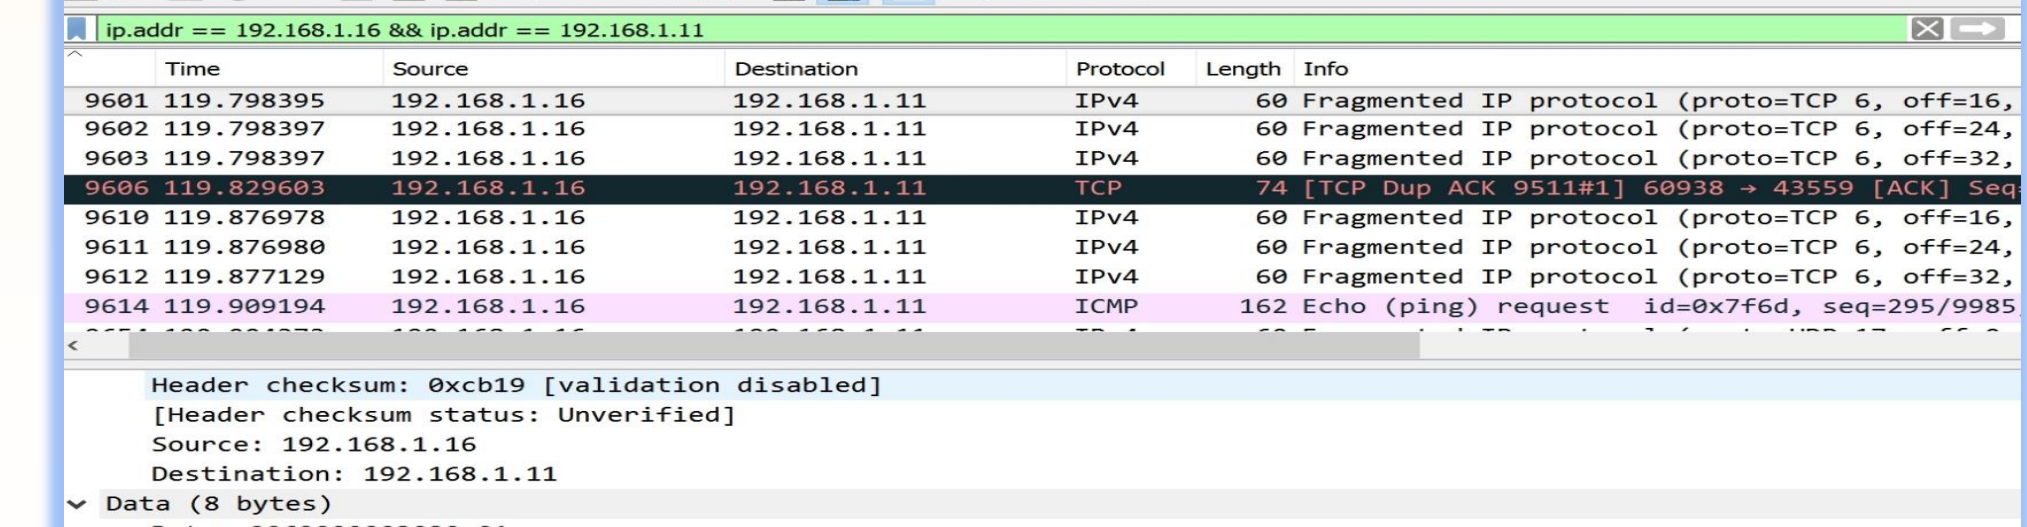 ip.addr == 192.168.1.16 && ip.addr == 192.168.1.11
Time Source Destination Protocol Length Info
9601 119.798395 192.168.1.16 192.168.1.11 IPv4 60 Fragmented IP protocol (proto=TCP 6, off=16,
9602 119.798397 192.168.1.16 192.168.1.11 IPv4 60 Fragmented IP protocol (proto=TCP 6, off=24,
9603 119.798397 192.168.1.16 192.168.1.11 IPv4 60 Fragmented IP protocol (proto=TCP 6, off=32,
9606 119.829603 192.168.1.16 192.168.1.11 TCP 74 [TCP Dup ACK 9511#1] 60938 → 43559 [ACK] Seq
9610 119.876978 192.168.1.16 192.168.1.11 IPv4 60 Fragmented IP protocol (proto=TCP 6, off=16,
9611 119.876980 192.168.1.16 192.168.1.11 IPv4 60 Fragmented IP protocol (proto=TCP 6, off=24,
9612 119.877129 192.168.1.16 192.168.1.11 IPv4 60 Fragmented IP protocol (proto=TCP 6, off=32,
9614 119.909194 192.168.1.16 192.168.1.11 ICMP 162 Echo (ping) request id=0x7f6d, seq=295/9985
Header checksum: 0xcb19 [validation disabled]
[Header checksum status: Unverified]
Source: 192.168.1.16
Destination: 192.168.1.11
Data (8 bytes)